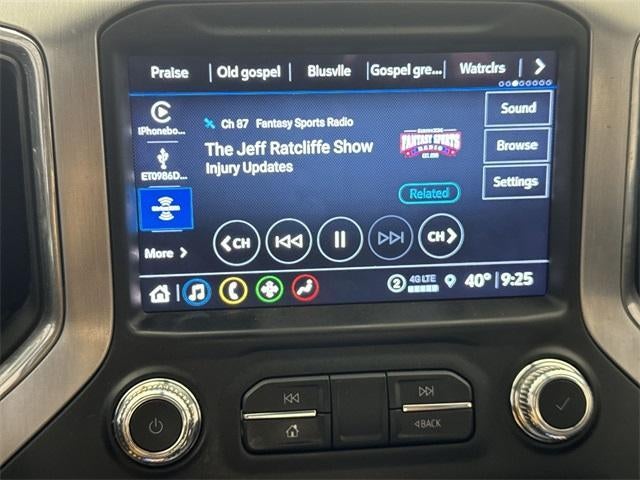 Praise
Old gospel
Blusvlle
Gospel gre...
Watrclrs
IPhonebo...
Ch 87 Fantasy Sports Radio
The Jeff Ratcliffe Show
Injury Updates
FANTASY SPORTS
RADIO
Sound
Browse
Settings
ET0986D...
Related
More
CH
CH
2
4G LTE
40°
9:25
BACK